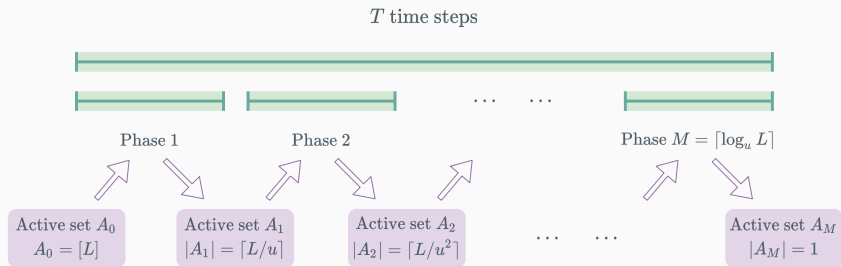 T time steps
… …
Phase 1
Phase 2
Phase M = ⌈log_u L⌉
Active set A_0
A_0 = [L]
Active set A_1
|A_1| = ⌈L/u⌉
Active set A_2
|A_2| = ⌈L/u^2⌉
… …
Active set A_M
|A_M| = 1